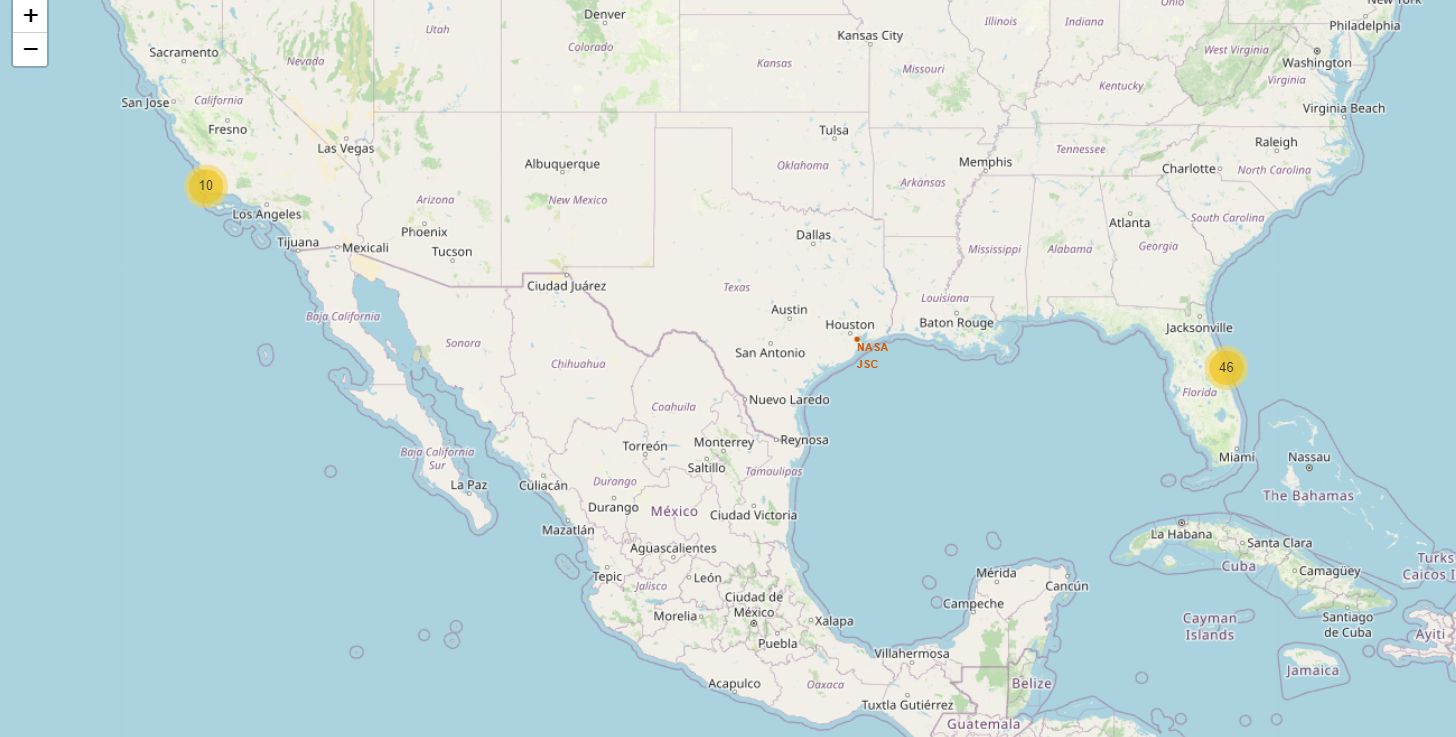 +
−
New York
Denver
Utah
Ohio
Illinois
Indiana
Philadelphia
Kansas City
Sacramento
Colorado
West Virginia
Nevada
Kansas
Washington
Missouri
Kentucky
Virginia
San Jose
California
Virginia Beach
Fresno
Tulsa
Las Vegas
Raleigh
Tennessee
Albuquerque
Oklahoma
Memphis
Charlotte
North Carolina
10
Arkansas
Arizona
New Mexico
Los Angeles
South Carolina
Atlanta
Phoenix
Dallas
Tijuana
Mexicali
Tucson
Mississippi
Alabama
Georgia
Ciudad Juárez
Texas
Louisiana
Austin
Baja California
Houston
Baton Rouge
Jacksonville
Sonora
NASA
JSC
San Antonio
Chihuahua
46
Florida
Nuevo Laredo
Coahuila
Torreón
Monterrey
Reynosa
Baja California
Sur
Saltillo
Tamaulipas
Miami
Nassau
La Paz
Culiacán
Durango
The Bahamas
Durango
México
Ciudad Victoria
Mazatlán
La Habana
Santa Clara
Aguascalientes
Turks
Caicos I
Cuba
Camagüey
Tepic
Jalisco
León
Mérida
Cancún
Ciudad de
México
Campeche
Morelia
Xalapa
Cayman
Islands
Santiago
de Cuba
Ayiti
Puebla
Villahermosa
Jamaica
Acapulco
Oaxaca
Belize
Tuxtla Gutiérrez
Guatemala